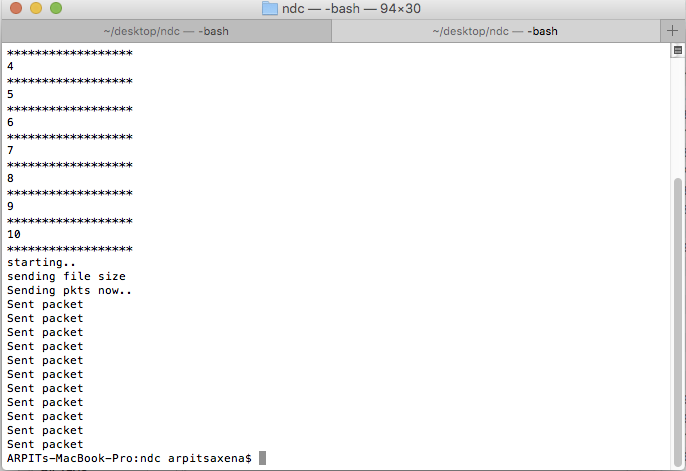 ndc — -bash — 94×30
~/desktop/ndc — -bash
~/desktop/ndc — -bash
******************
4
******************
5
******************
6
******************
7
******************
8
******************
9
******************
10
******************
starting..
sending file size
Sending pkts now..
Sent packet
Sent packet
Sent packet
Sent packet
Sent packet
Sent packet
Sent packet
Sent packet
Sent packet
Sent packet
Sent packet
ARPITs-MacBook-Pro:ndc arpitsaxena$